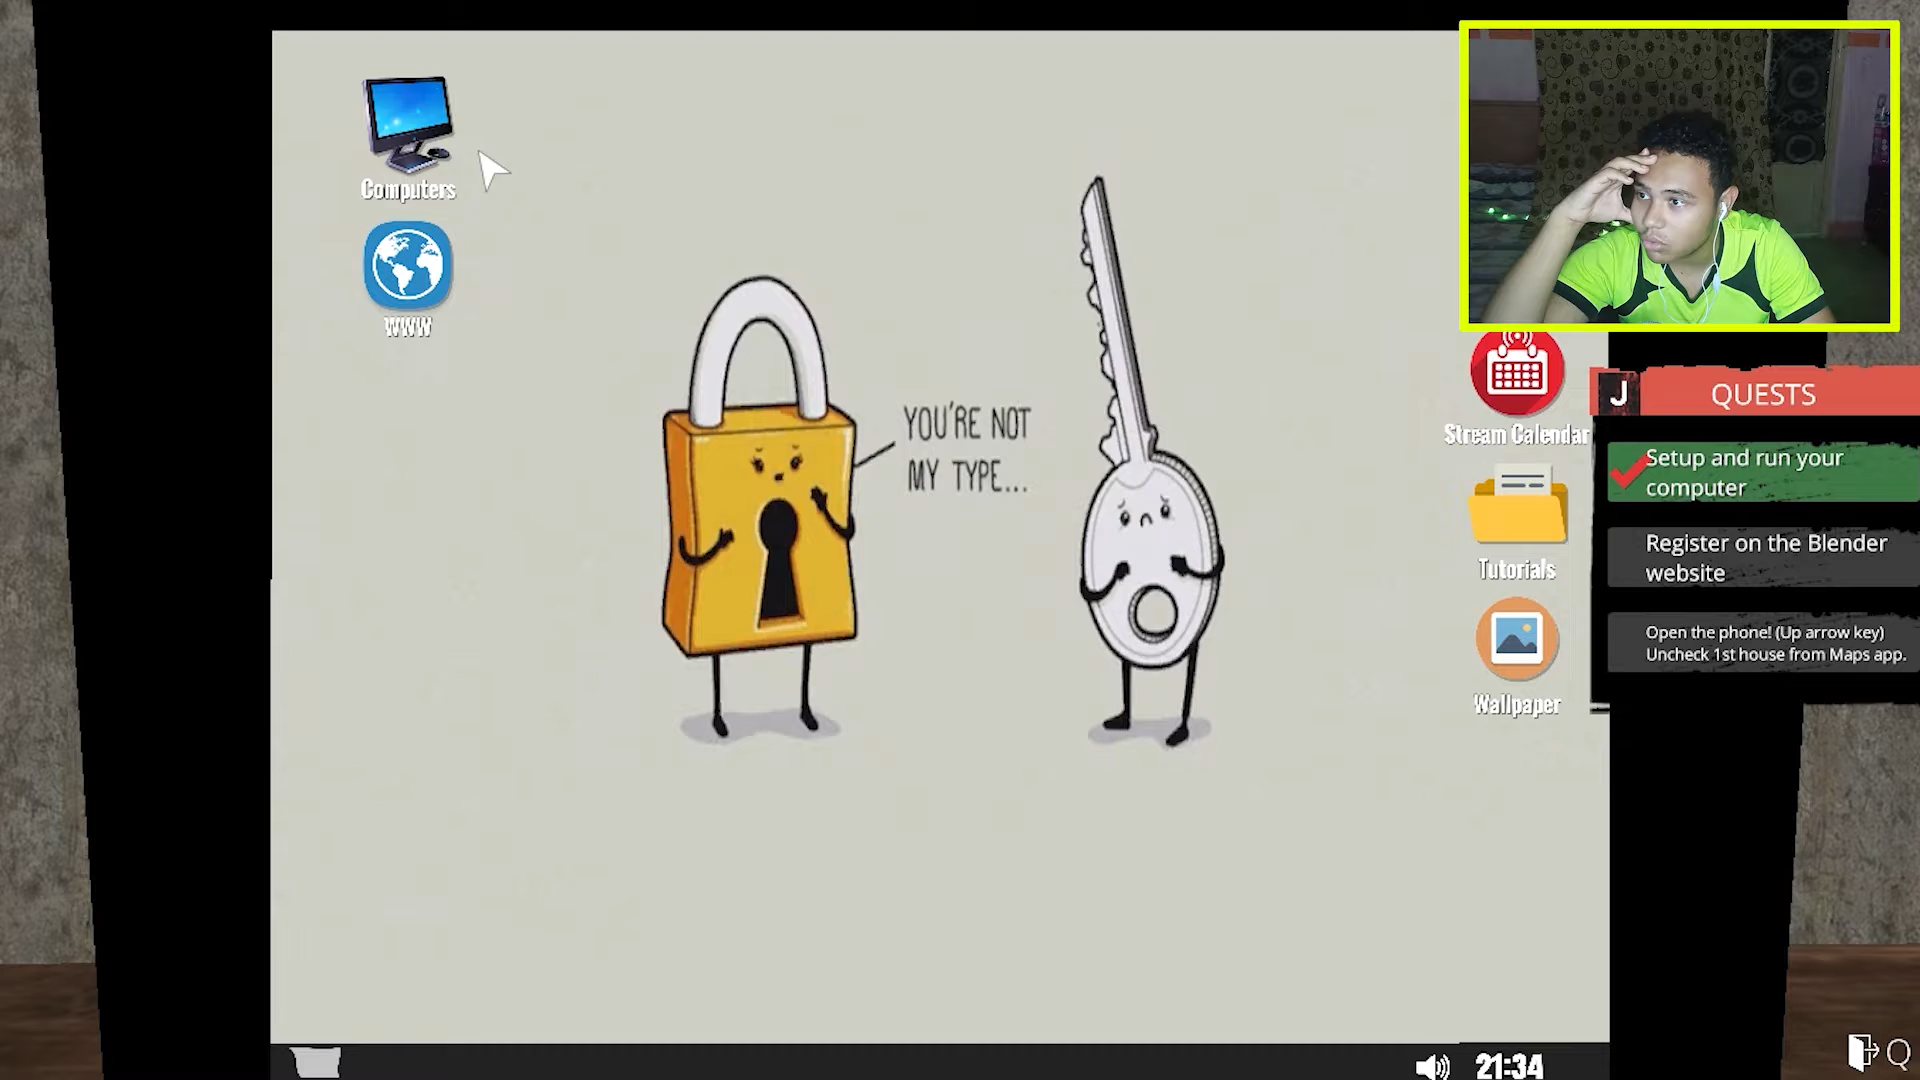 Computers
WWW
YOU'RE NOT
MY TYPE...
Stream Calendar
Tutorials
Wallpaper
J
QUESTS
Setup and run your
computer
Register on the Blender
website
Open the phone! (Up arrow key)
Uncheck 1st house from Maps app.
21:34
Q